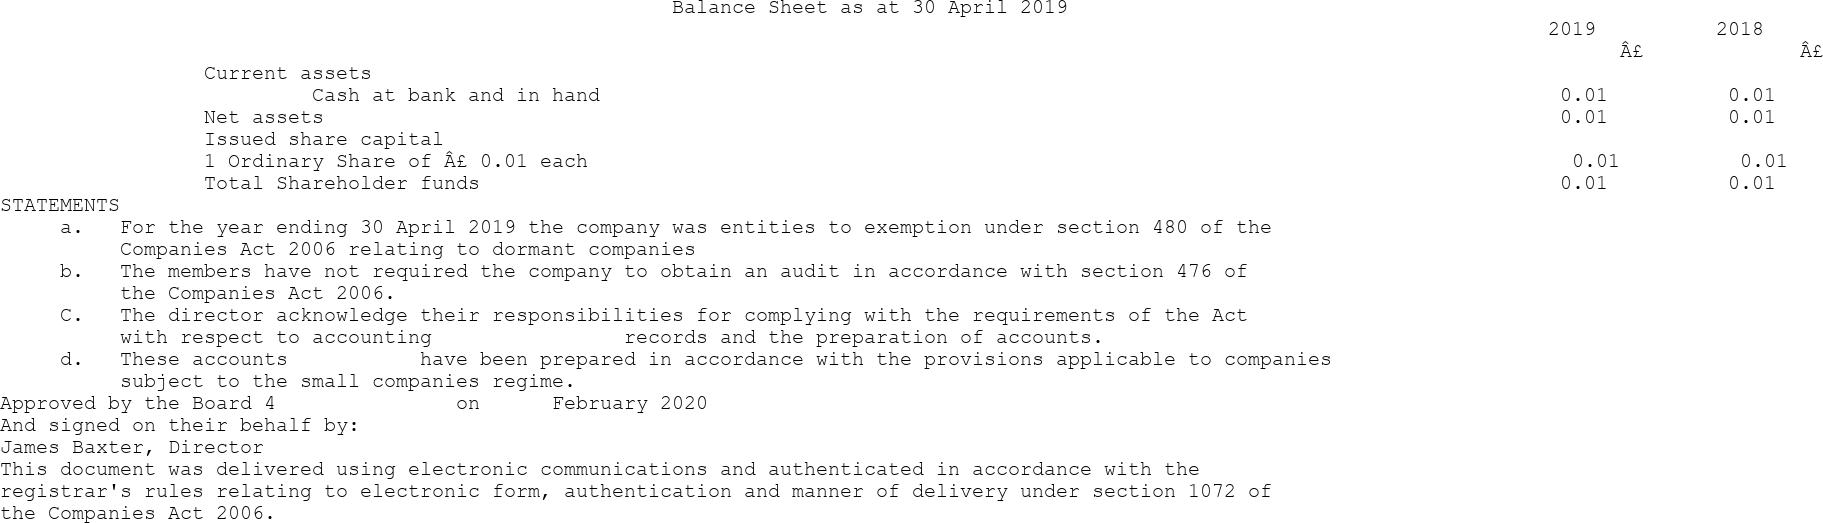 Balance Sheet as at 30 April 2019
2019 2018
Â£ Â£
Current assets
Cash at bank and in hand 0.01 0.01
Net assets 0.01 0.01
Issued share capital
1 Ordinary Share of Â£ 0.01 each 0.01 0.01
Total Shareholder funds 0.01 0.01
STATEMENTS
a. For the year ending 30 April 2019 the company was entities to exemption under section 480 of the
Companies Act 2006 relating to dormant companies
b. The members have not required the company to obtain an audit in accordance with section 476 of
the Companies Act 2006.
C. The director acknowledge their responsibilities for complying with the requirements of the Act
with respect to accounting records and the preparation of accounts.
d. These accounts have been prepared in accordance with the provisions applicable to companies
subject to the small companies regime.
Approved by the Board 4 on February 2020
And signed on their behalf by:
James Baxter, Director
This document was delivered using electronic communications and authenticated in accordance with the
registrar's rules relating to electronic form, authentication and manner of delivery under section 1072 of
the Companies Act 2006.